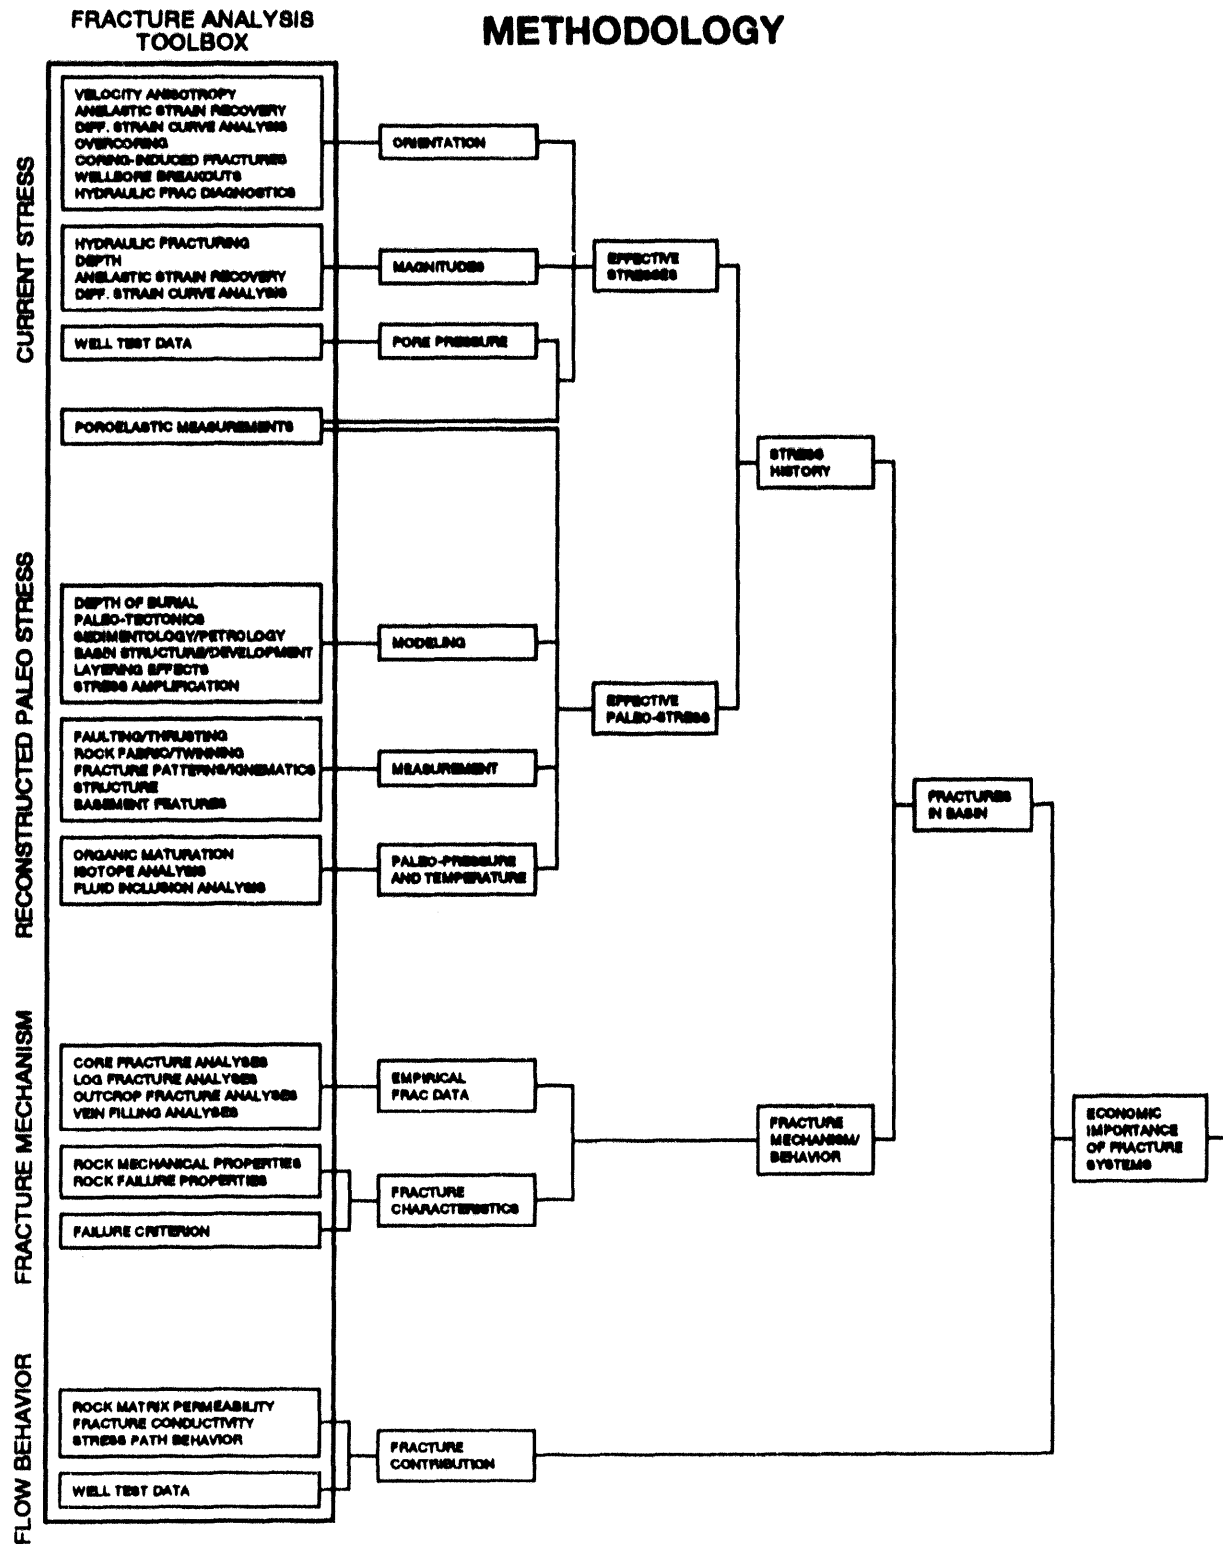 FRACTURE ANALYSIS
TOOLBOX
METHODOLOGY
CURRENT STRESS
VELOCITY ANISOTROPY
ANELASTIC STRAIN RECOVERY
DIFF. STRAIN CURVE ANALYSIS
OVERCORING
CORING-INDUCED FRACTURES
WELLBORE BREAKOUTS
HYDRAULIC FRAC DIAGNOSTICS
ORIENTATION
HYDRAULIC FRACTURING
DEPTH
ANELASTIC STRAIN RECOVERY
DIFF. STRAIN CURVE ANALYSIS
MAGNITUDES
EFFECTIVE
STRESSES
WELL TEST DATA
PORE PRESSURE
POROELASTIC MEASUREMENTS
STRESS
HISTORY
RECONSTRUCTED PALEO STRESS
DEPTH OF BURIAL
PALEO-TECTONICS
SEDIMENTOLOGY/PETROLOGY
BASIN STRUCTURE/DEVELOPMENT
LAYERING EFFECTS
STRESS AMPLIFICATION
MODELING
EFFECTIVE
PALEO-STRESS
FAULTING/THRUSTING
ROCK FABRIC/TWINNING
FRACTURE PATTERNS/KINEMATICS
STRUCTURE
BASEMENT FEATURES
MEASUREMENT
FRACTURES
IN BASIN
ORGANIC MATURATION
ISOTOPE ANALYSIS
FLUID INCLUSION ANALYSIS
PALEO-PRESSURE
AND TEMPERATURE
FRACTURE MECHANISM
CORE FRACTURE ANALYSES
LOG FRACTURE ANALYSES
OUTCROP FRACTURE ANALYSES
VEIN FILLING ANALYSES
EMPIRICAL
FRAC DATA
FRACTURE
MECHANISM/
BEHAVIOR
ECONOMIC
IMPORTANCE
OF FRACTURE
SYSTEMS
ROCK MECHANICAL PROPERTIES
ROCK FAILURE PROPERTIES
FRACTURE
CHARACTERISTICS
FAILURE CRITERION
FLOW BEHAVIOR
ROCK MATRIX PERMEABILITY
FRACTURE CONDUCTIVITY
STRESS PATH BEHAVIOR
FRACTURE
CONTRIBUTION
WELL TEST DATA